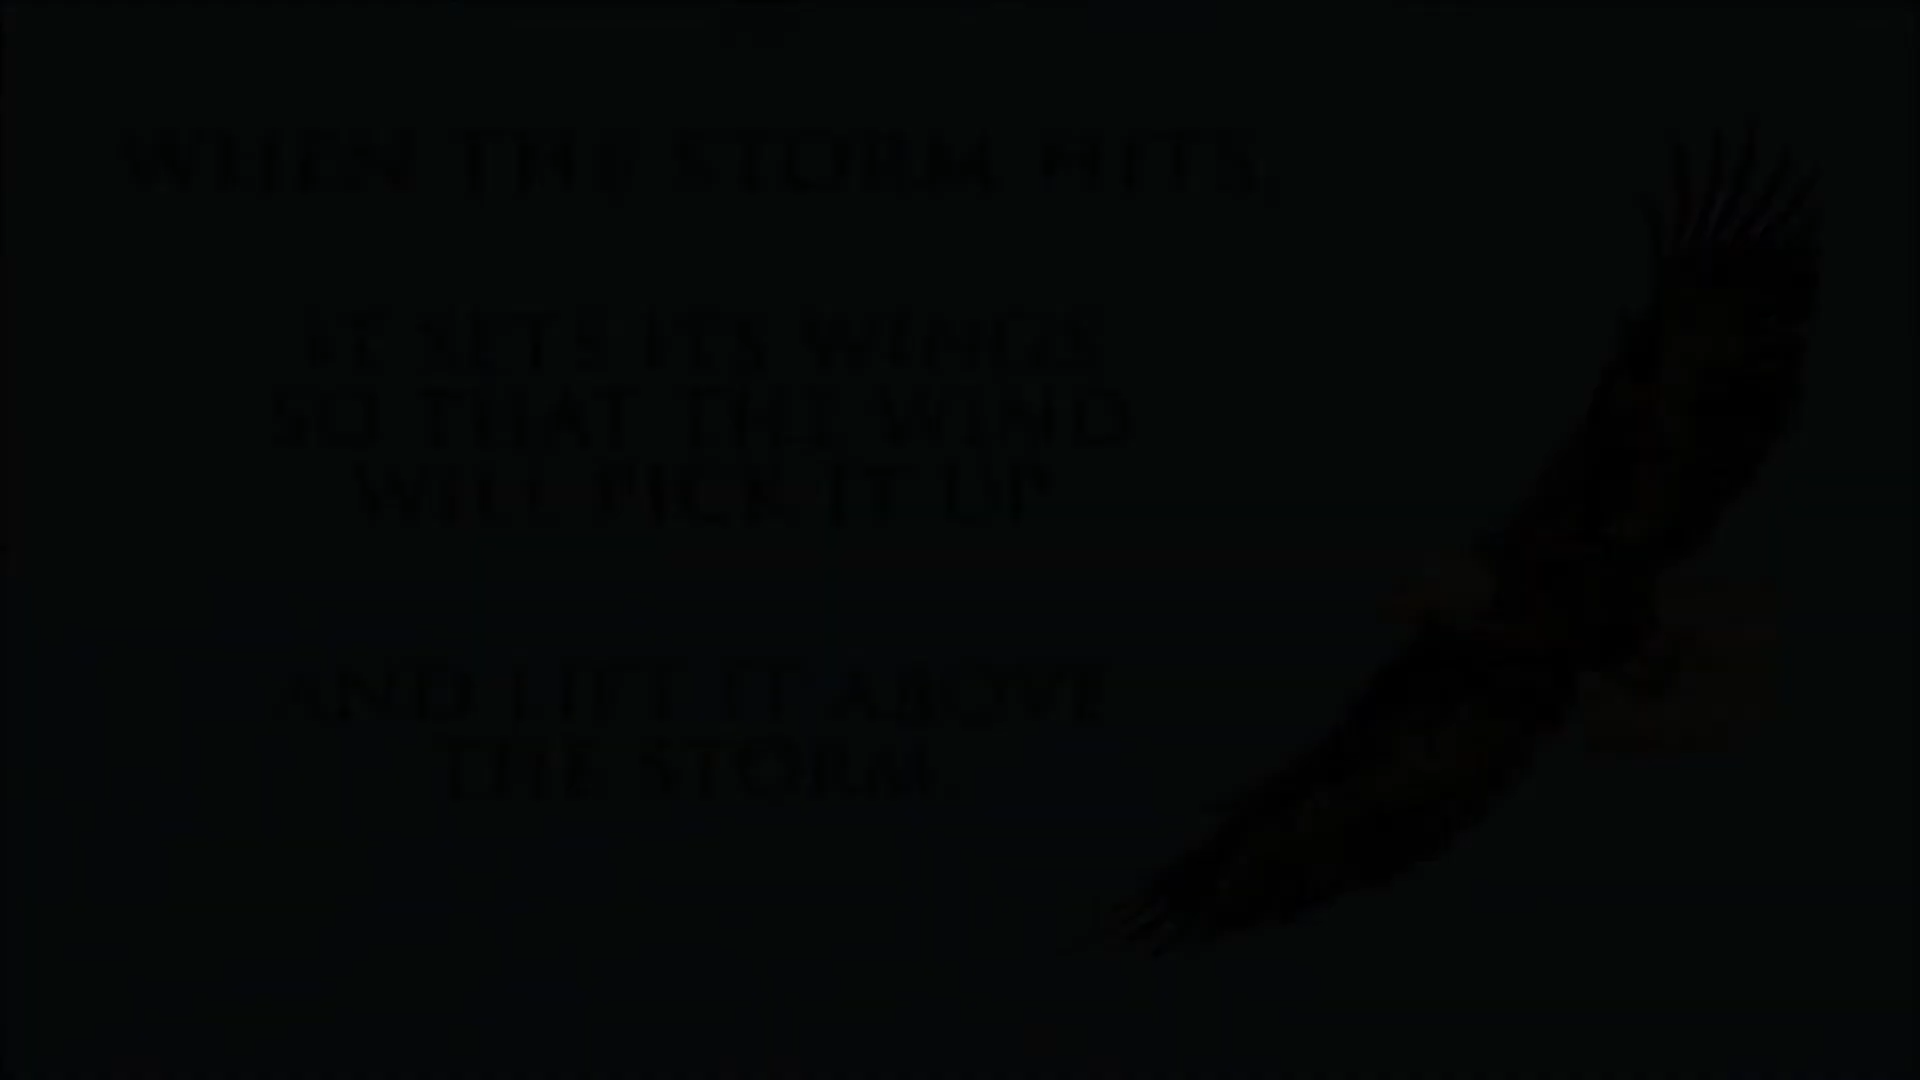 WHEN THE STORM HITS,
IT SETS ITS WINGS
SO THAT THE WIND
WILL PICK IT UP
AND LIFT IT ABOVE
THE STORM.